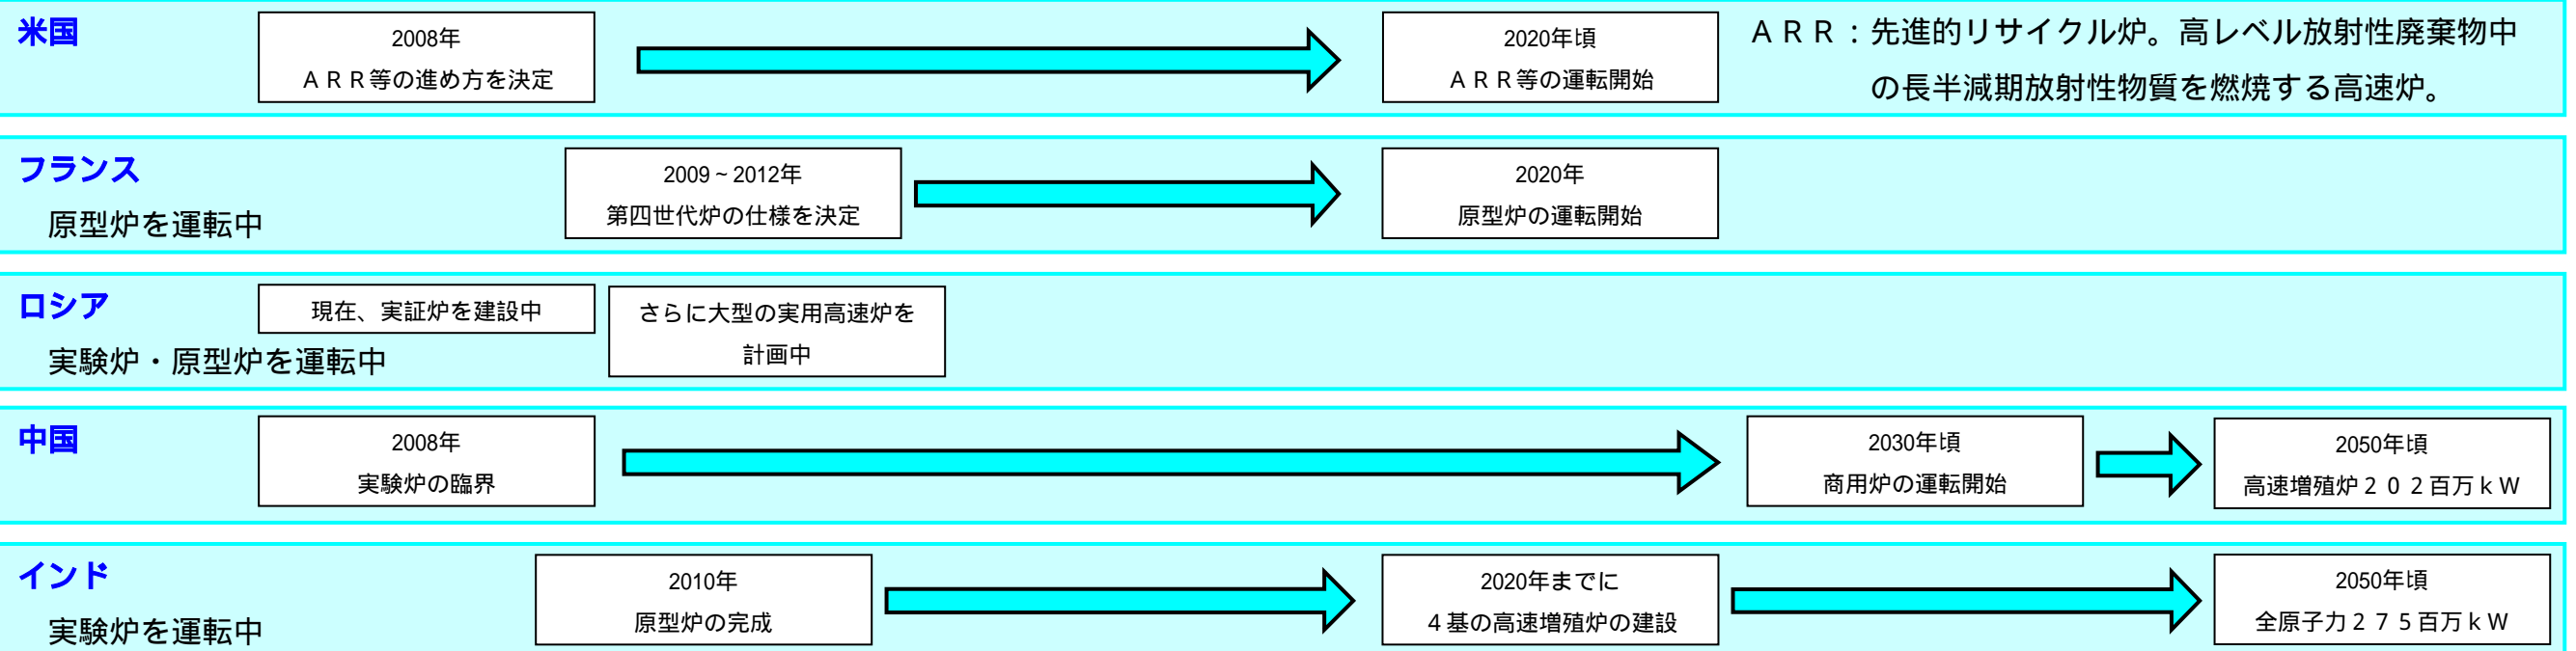 米国
2008年
ＡＲＲ等の進め方を決定
2020年頃
ＡＲＲ等の運転開始
ＡＲＲ：先進的リサイクル炉。高レベル放射性廃棄物中
の長半減期放射性物質を燃焼する高速炉。
フランス
原型炉を運転中
2009～2012年
第四世代炉の仕様を決定
2020年
原型炉の運転開始
ロシア
実験炉・原型炉を運転中
現在、実証炉を建設中
さらに大型の実用高速炉を
計画中
中国
2008年
実験炉の臨界
2030年頃
商用炉の運転開始
2050年頃
高速増殖炉２０２百万ｋＷ
インド
実験炉を運転中
2010年
原型炉の完成
2020年までに
４基の高速増殖炉の建設
2050年頃
全原子力２７５百万ｋＷ